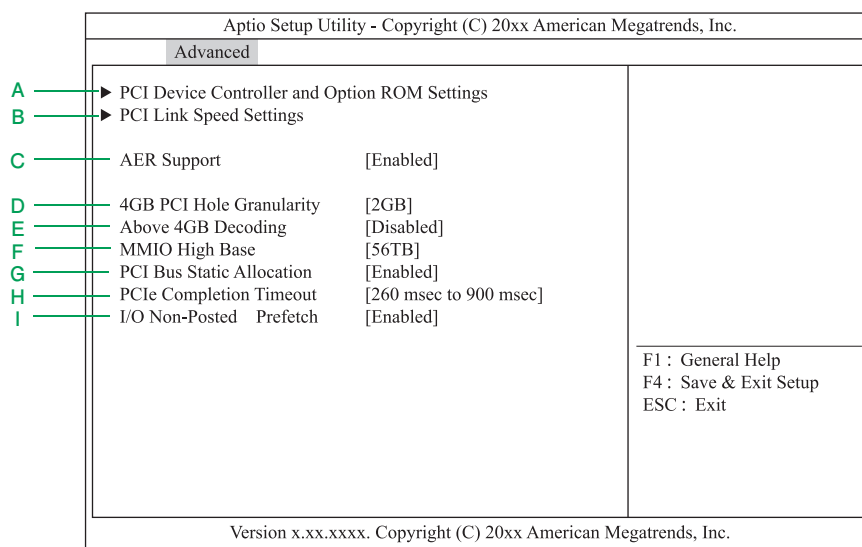 Aptio Setup Utility - Copyright (C) 20xx American Megatrends, Inc.
Advanced
A ▶ PCI Device Controller and Option ROM Settings
B ▶ PCI Link Speed Settings
C AER Support [Enabled]
D 4GB PCI Hole Granularity [2GB]
E Above 4GB Decoding [Disabled]
F MMIO High Base [56TB]
G PCI Bus Static Allocation [Enabled]
H PCIe Completion Timeout [260 msec to 900 msec]
I I/O Non-Posted Prefetch [Enabled]
F1 : General Help
F4 : Save & Exit Setup
ESC : Exit
Version x.xx.xxxx. Copyright (C) 20xx American Megatrends, Inc.